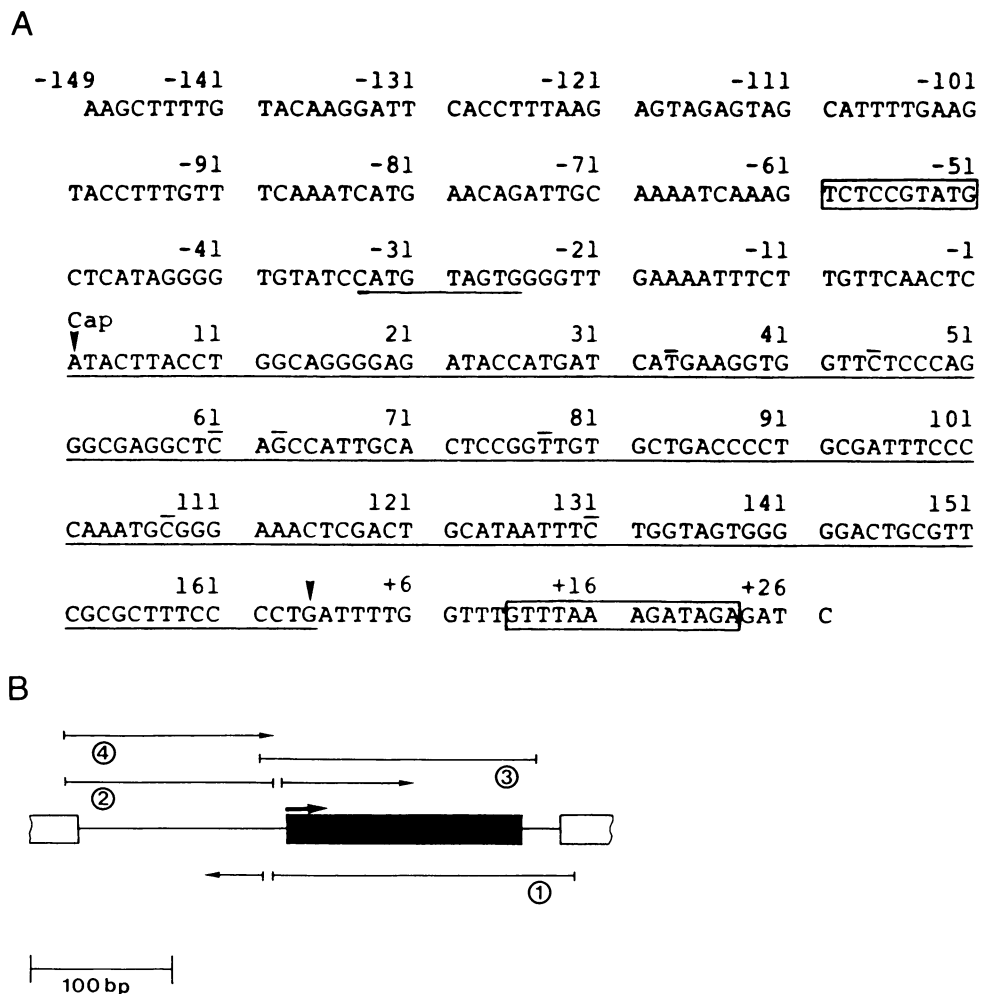 A
-149 -141 -131 -121 -111 -101
AAGCTTTTG TACAAGGATT CACCTTTAAG AGTAGAGTAG CATTTTGAAG
-91 -81 -71 -61 -51
TACCTTTGTT TCAAATCATG AACAGATTGC AAAATCAAAG TCTCCGTATG
-41 -31 -21 -11 -1
CTCATAGGGG TGTATCCATG TAGTGGGGTT GAAAATTTCT TGTTCAACTC
Cap 11 21 31 41 51
ATACTTACCT GGCAGGGGAG ATACCATGAT CATGAAGGTG GTTCTCCCAG
61 71 81 91 101
GGCGAGGCTC AGCCATTGCA CTCCGGTTGT GCTGACCCCT GCGATTTCCC
111 121 131 141 151
CAAATGCGGG AAACTCGACT GCATAATTTC TGGTAGTGGG GGACTGCGTT
161 +6 +16 +26
CGCGCTTTCC CCTGATTTTG GTTTGTTTAA AGATAGAGAT C
B
④
③
②
①
100 bp